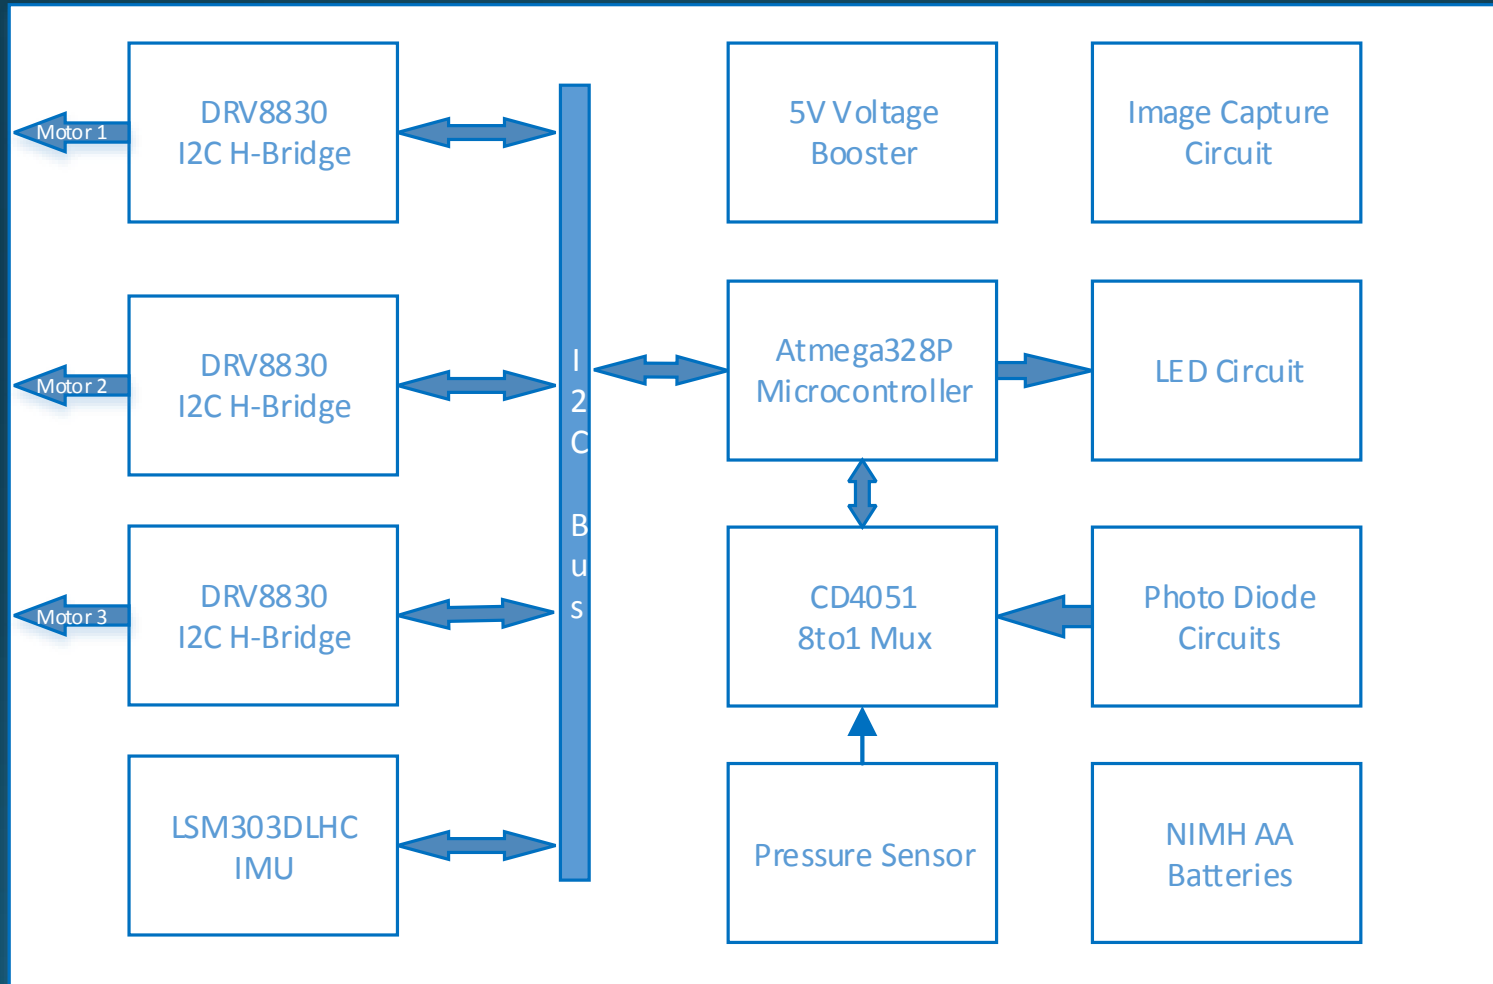 Motor 1
DRV8830
I2C H-Bridge
5V Voltage
Booster
Image Capture
Circuit
Motor 2
DRV8830
I2C H-Bridge
I
2
C
B
u
s
Atmega328P
Microcontroller
LED Circuit
Motor 3
DRV8830
I2C H-Bridge
CD4051
8to1 Mux
Photo Diode
Circuits
LSM303DLHC
IMU
Pressure Sensor
NIMH AA
Batteries